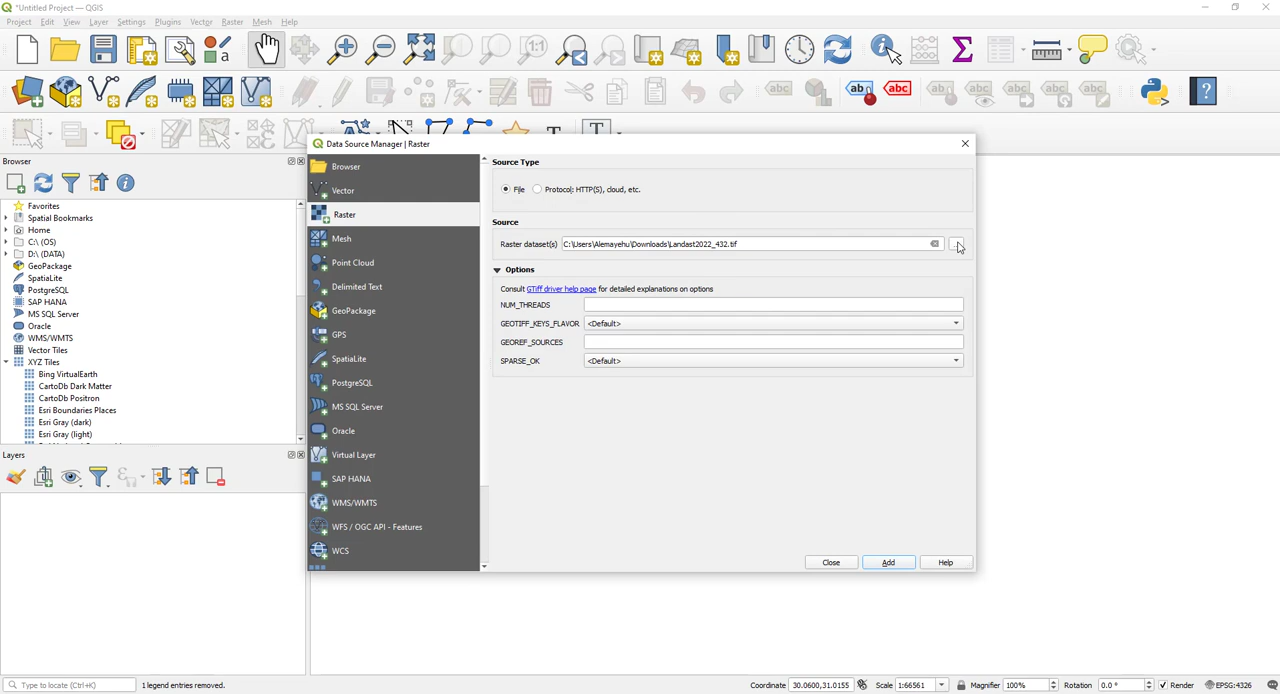 *Untitled Project — QGIS
Project Edit View Layer Settings Plugins Vector Raster Mesh Help
Browser
Favorites
Spatial Bookmarks
Home
C:\ (OS)
D:\ (DATA)
GeoPackage
SpatiaLite
PostgreSQL
SAP HANA
MS SQL Server
Oracle
WMS/WMTS
Vector Tiles
XYZ Tiles
Bing VirtualEarth
CartoDb Dark Matter
CartoDb Positron
Esri Boundaries Places
Esri Gray (dark)
Esri Gray (light)
Layers
Data Source Manager | Raster
Browser
Vector
Raster
Mesh
Point Cloud
Delimited Text
GeoPackage
GPS
SpatiaLite
PostgreSQL
MS SQL Server
Oracle
Virtual Layer
SAP HANA
WMS/WMTS
WFS / OGC API - Features
WCS
Source Type
File Protocol: HTTP(S), cloud, etc.
Source
Raster dataset(s) C:\Users\Alemayehu\Downloads\Landast2022_432.tif
Options
Consult GTiff driver help page for detailed explanations on options
NUM_THREADS
GEOTIFF_KEYS_FLAVOR <Default>
GEOREF_SOURCES
SPARSE_OK <Default>
Close Add Help
Type to locate (Ctrl+K) 1 legend entries removed. Coordinate 30.0600,31.0155 Scale 1:66561 Magnifier 100% Rotation 0.0 ° Render EPSG:4326